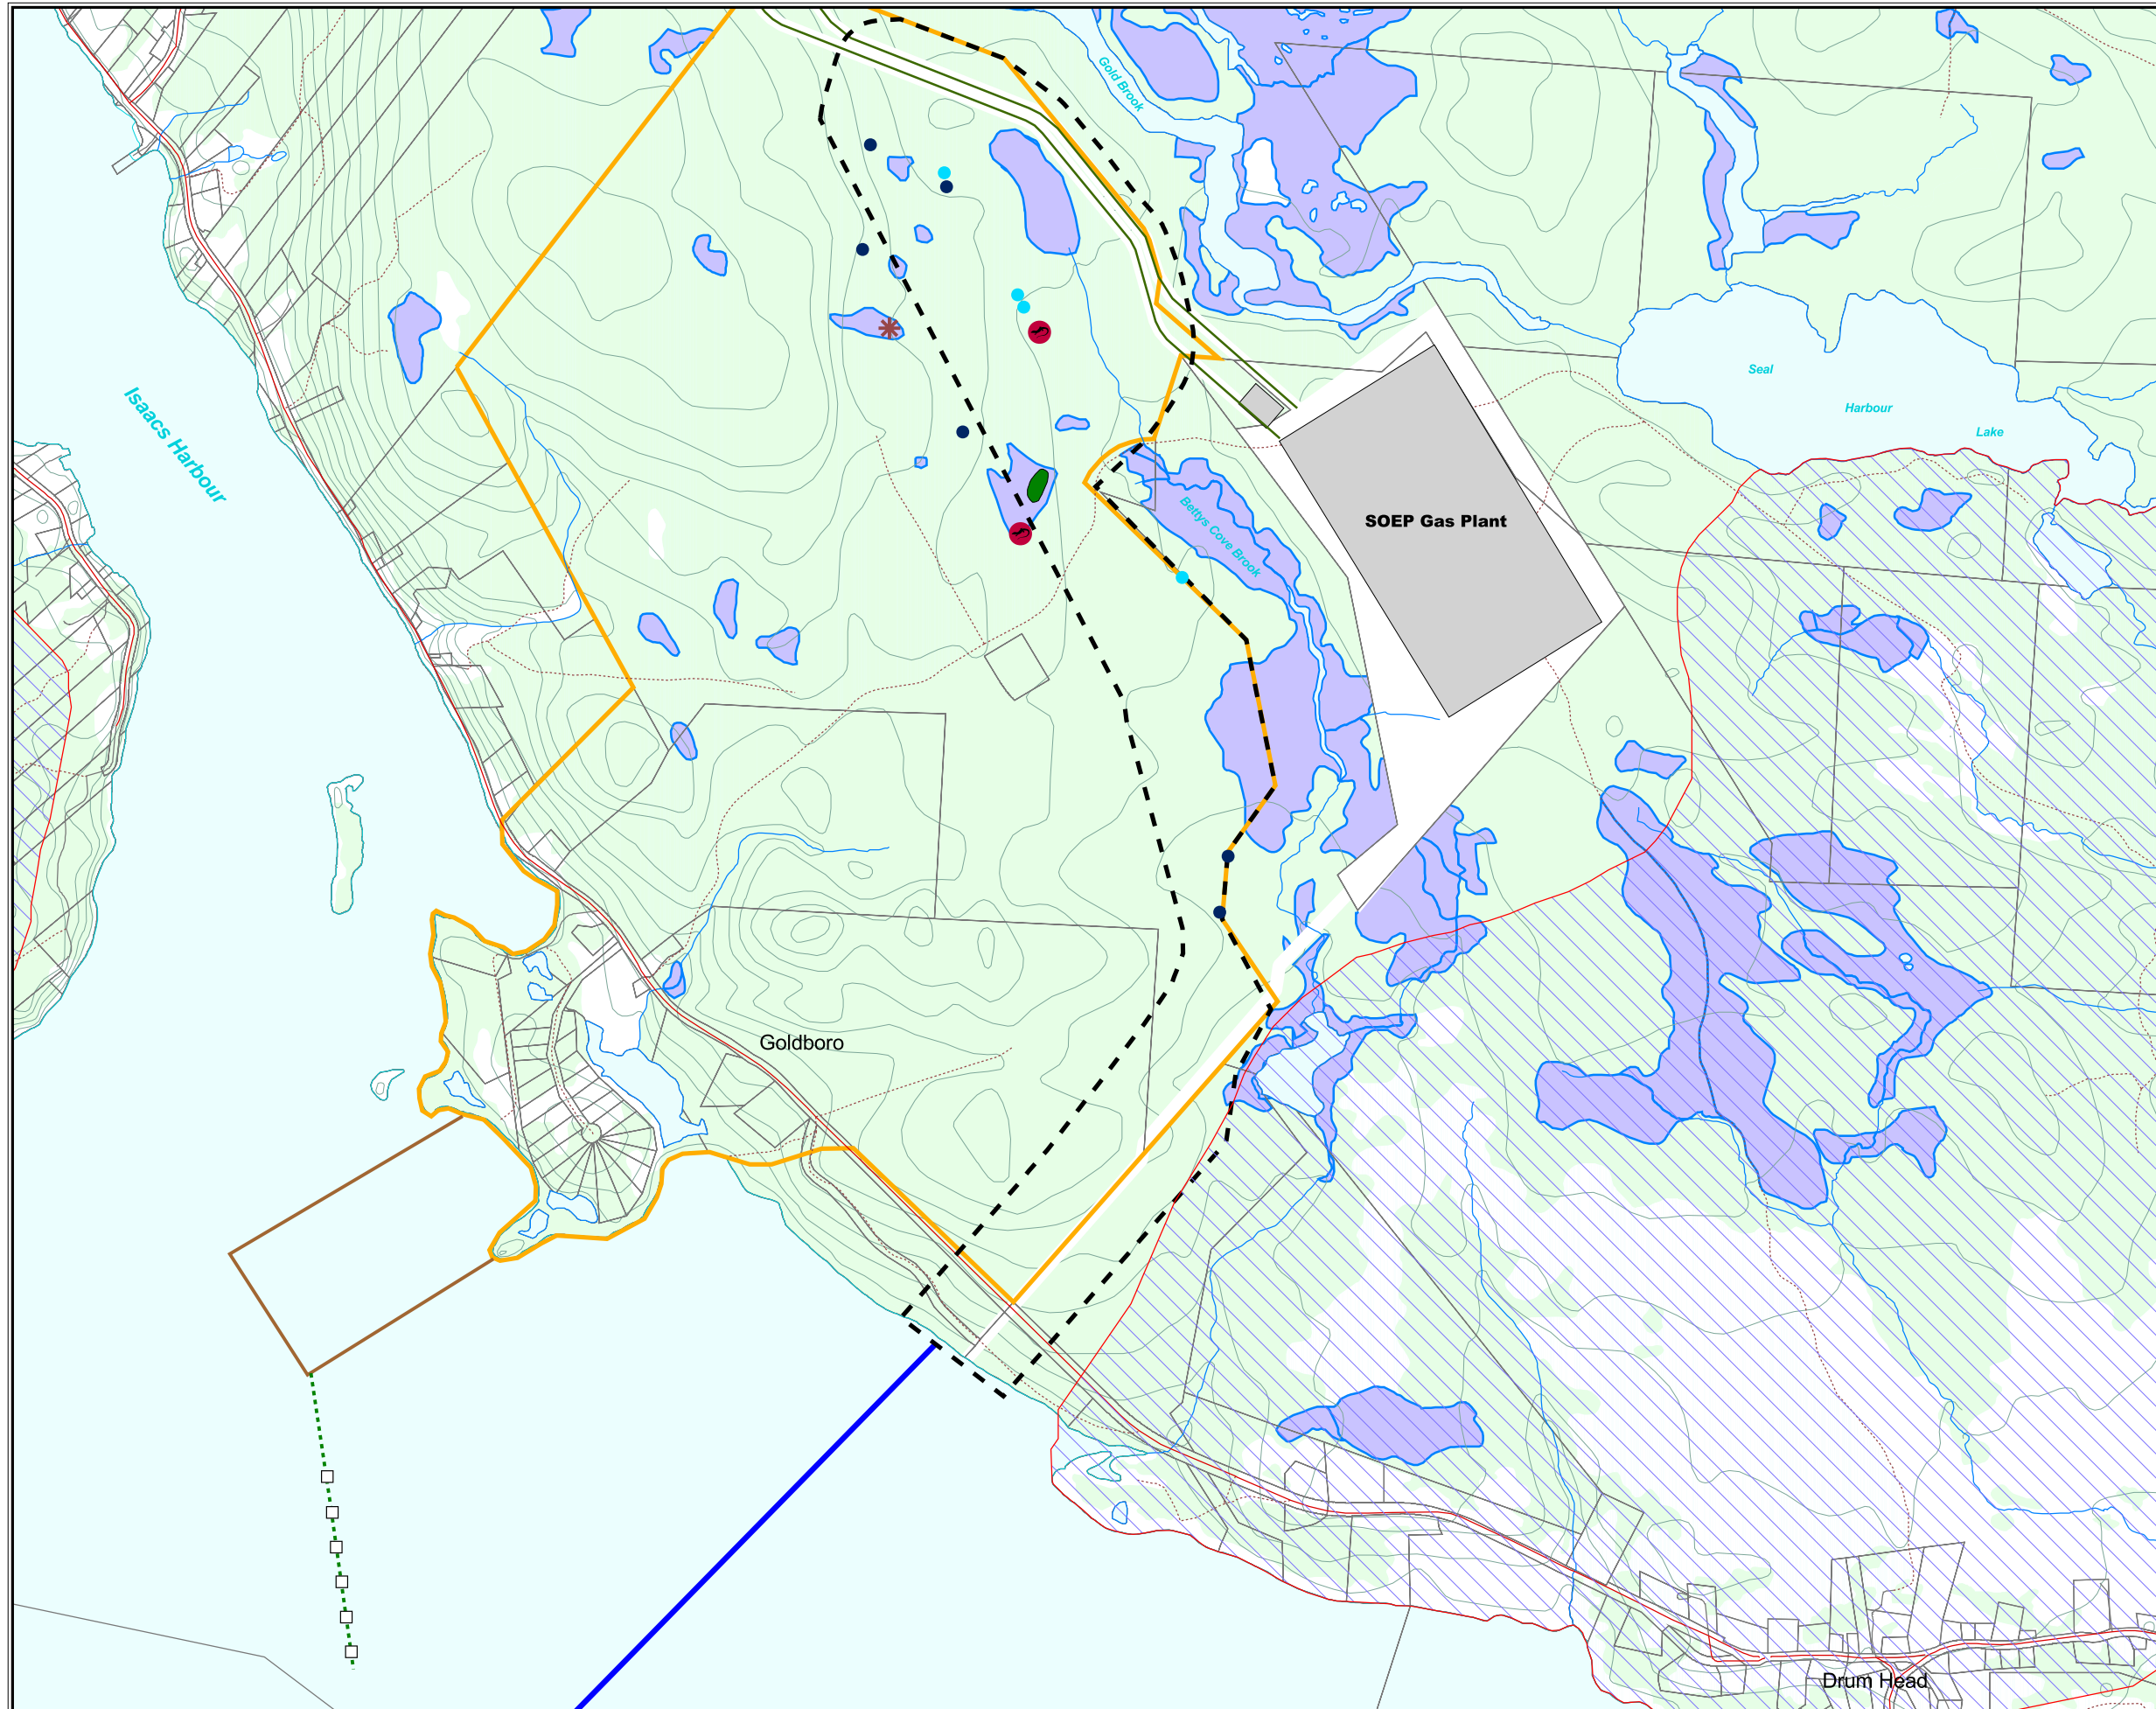 Gold Brook
Isaacs Harbour
Seal
Harbour
Lake
SOEP Gas Plant
Bettys Cove Brook
Goldboro
Drum Head